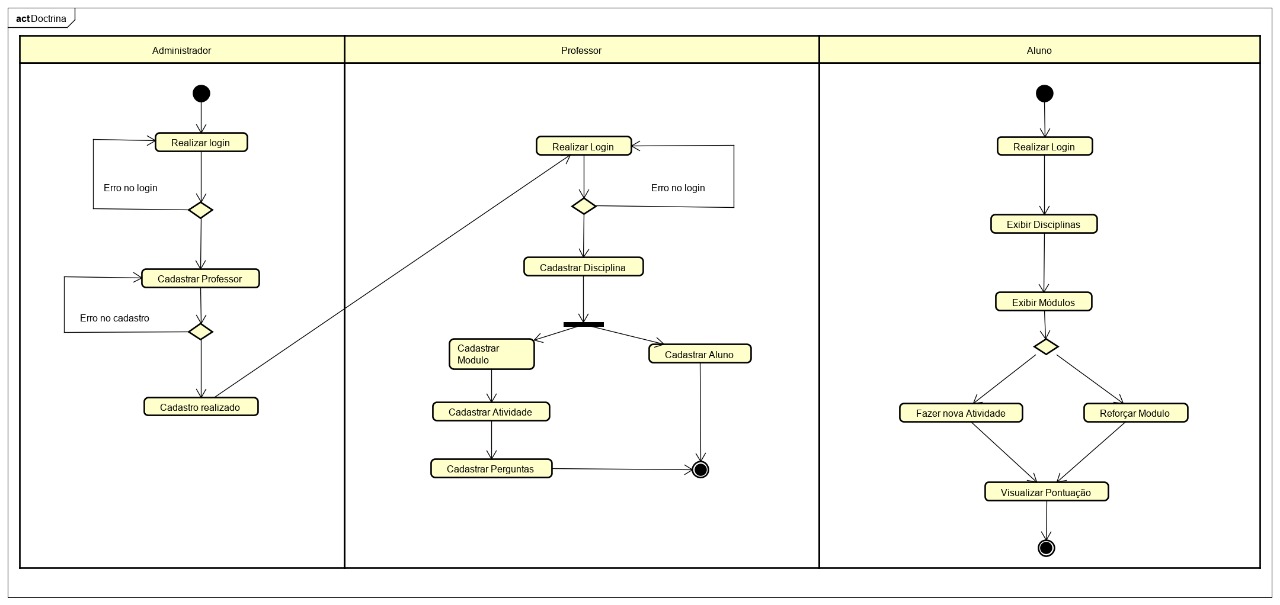 actDoctrina
Administrador
Professor
Aluno
Realizar login
Erro no login
Cadastrar Professor
Erro no cadastro
Cadastro realizado
Realizar Login
Erro no login
Cadastrar Disciplina
Cadastrar
Modulo
Cadastrar Aluno
Cadastrar Atividade
Cadastrar Perguntas
Realizar Login
Exibir Disciplinas
Exibir Módulos
Fazer nova Atividade
Reforçar Modulo
Visualizar Pontuação